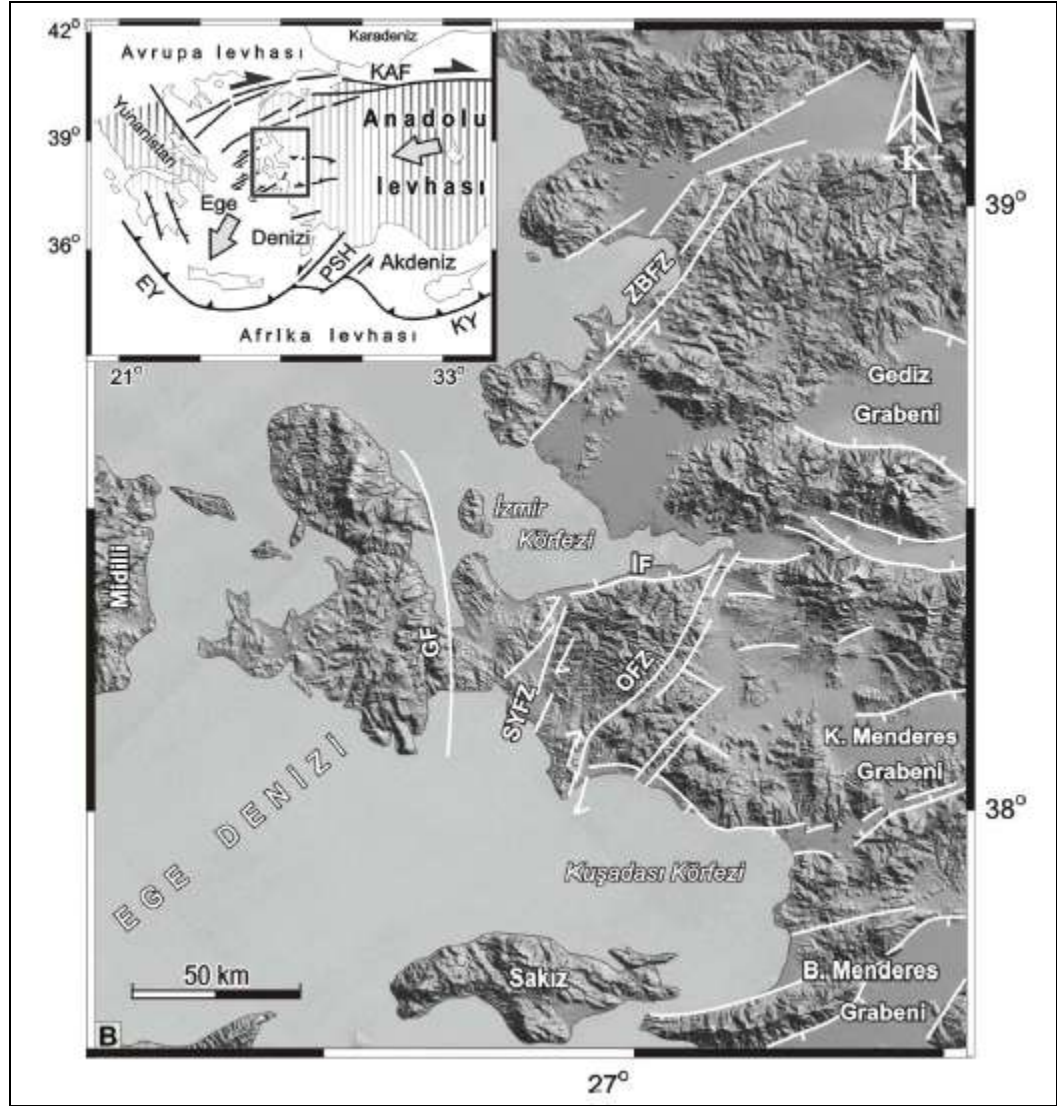 42°
Avrupa levhası
Karadeniz
KAF
39°
Yunanistan
Anadolu
levhası
Ege
Denizi
36°
PSH
Akdeniz
EY
KY
Afrika levhası
21°
33°
K
39°
ZBFZ
Gediz
Grabeni
İzmir
Körfezi
Midilli
İF
GF
OFZ
SYFZ
K. Menderes
Grabeni
38°
EGE DENİZİ
Kuşadası Körfezi
50 km
Sakız
B. Menderes
Grabeni
B
27°